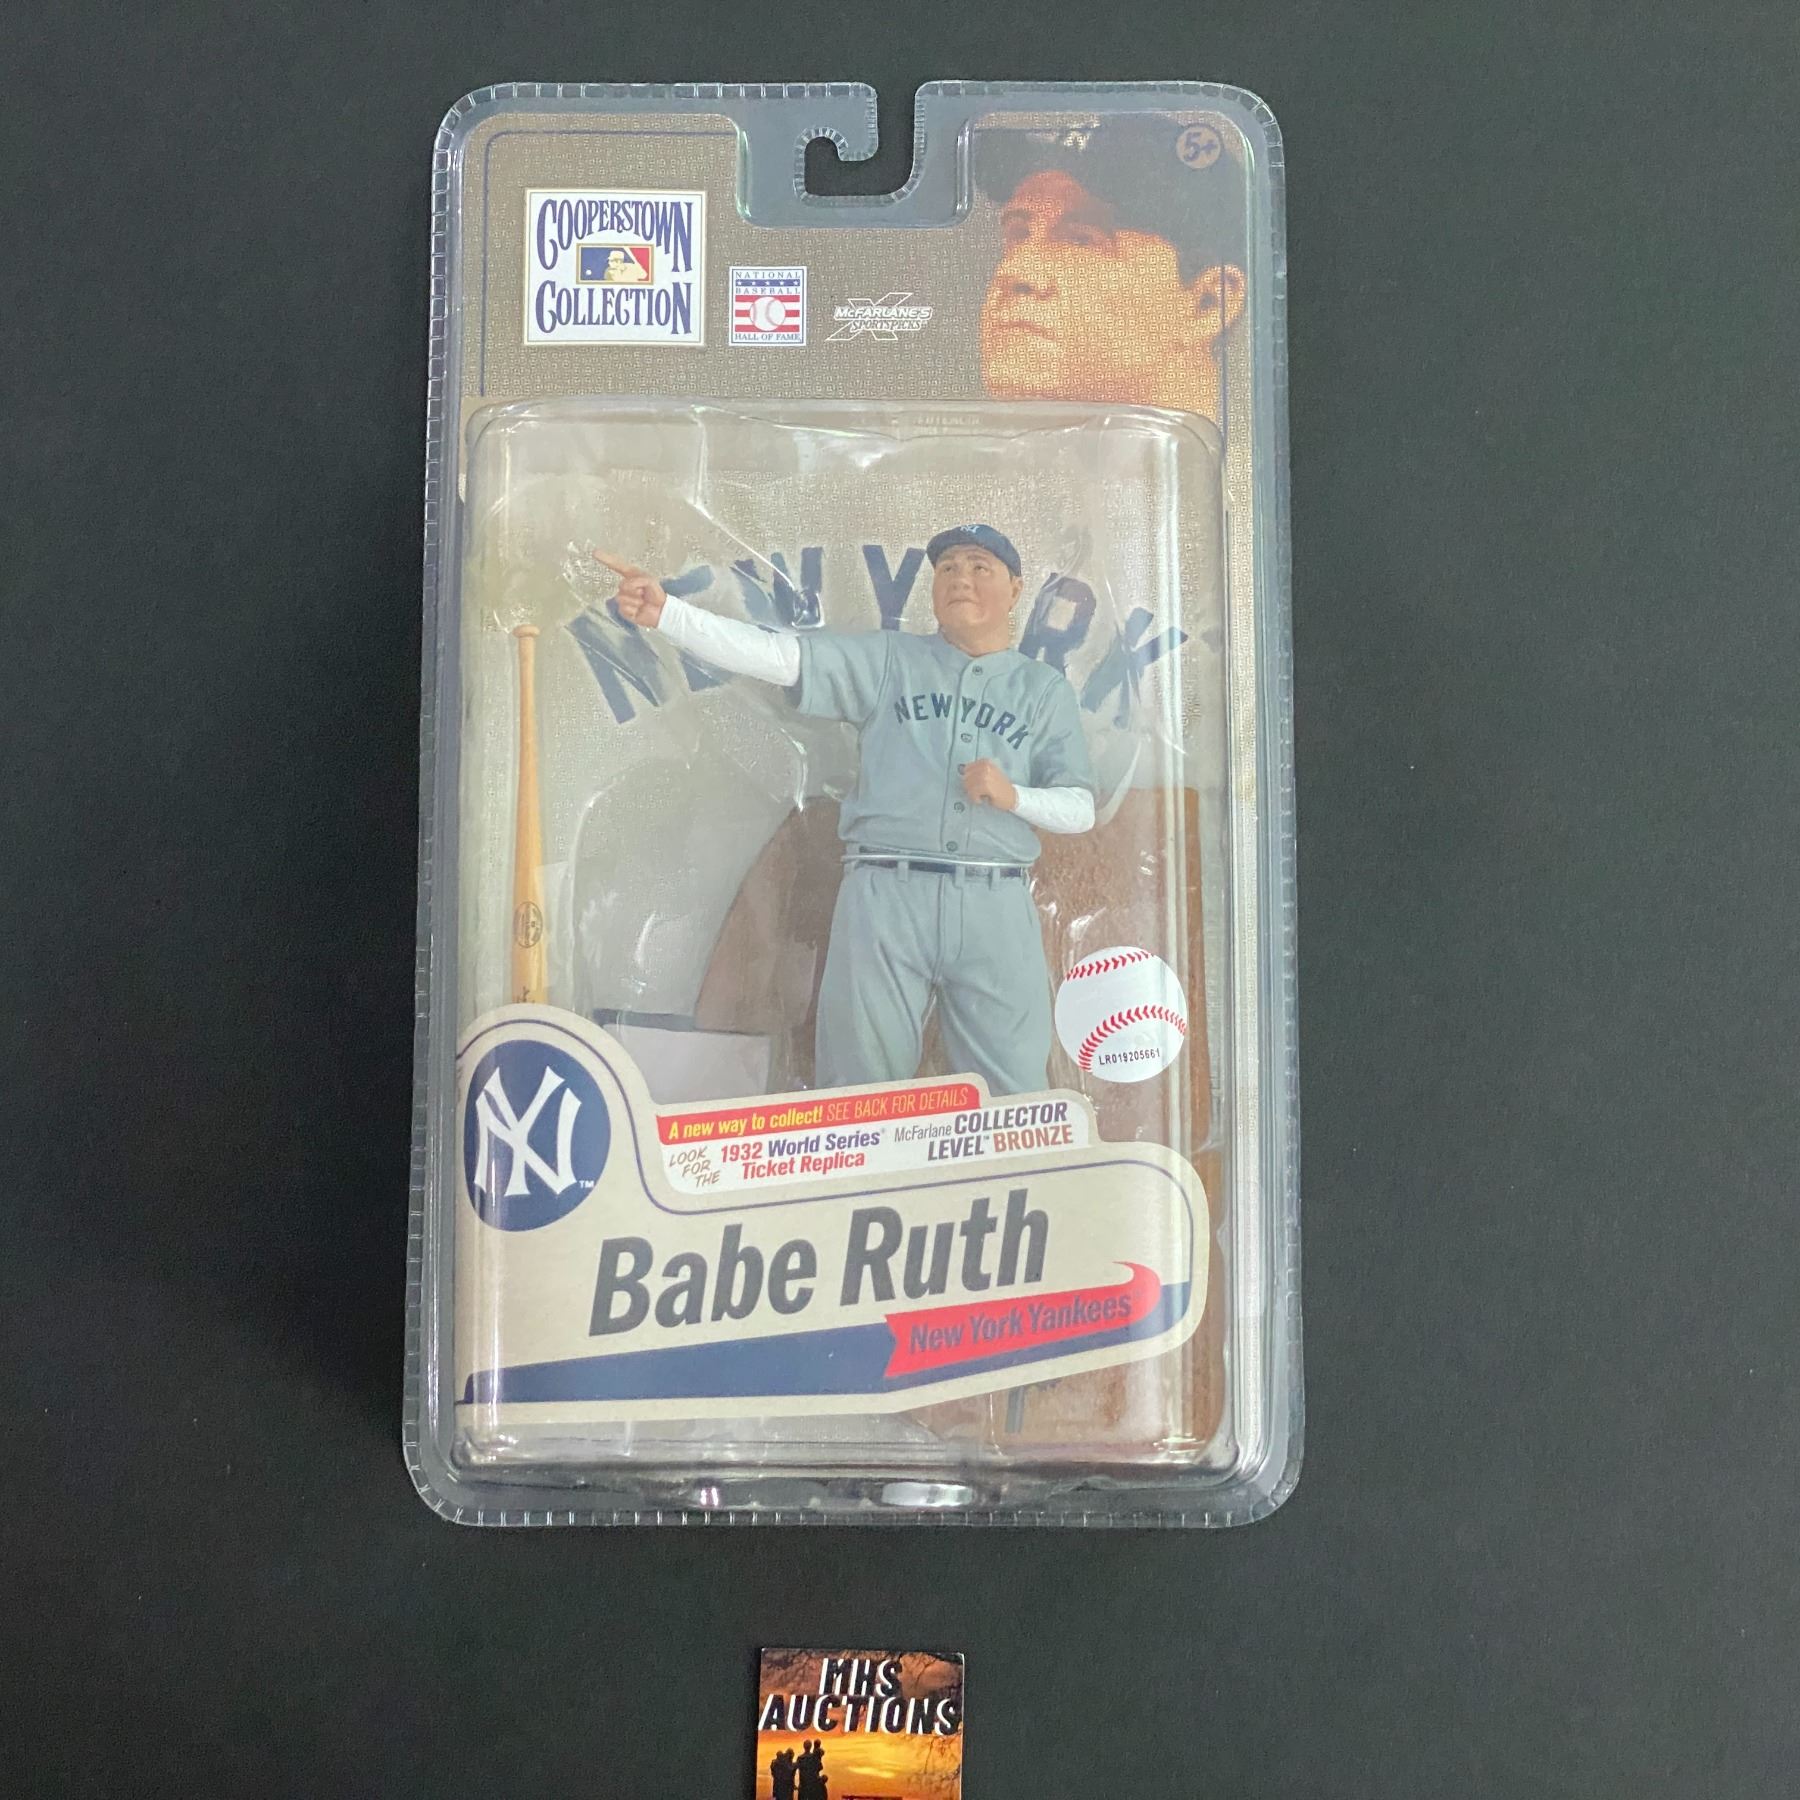 5+
COOPERSTOWN
COLLECTION
NATIONAL
BASEBALL
HALL OF FAME
McFARLANE'S
SPORTSPICKS
NEW YORK
NY
NEW YORK
LR019205661
NY™
A new way to collect! SEE BACK FOR DETAILS
LOOK FOR THE
1932 World Series®
Ticket Replica
McFarlane COLLECTOR
LEVEL™ BRONZE
Babe Ruth
New York Yankees®
MHS
AUCTIONS